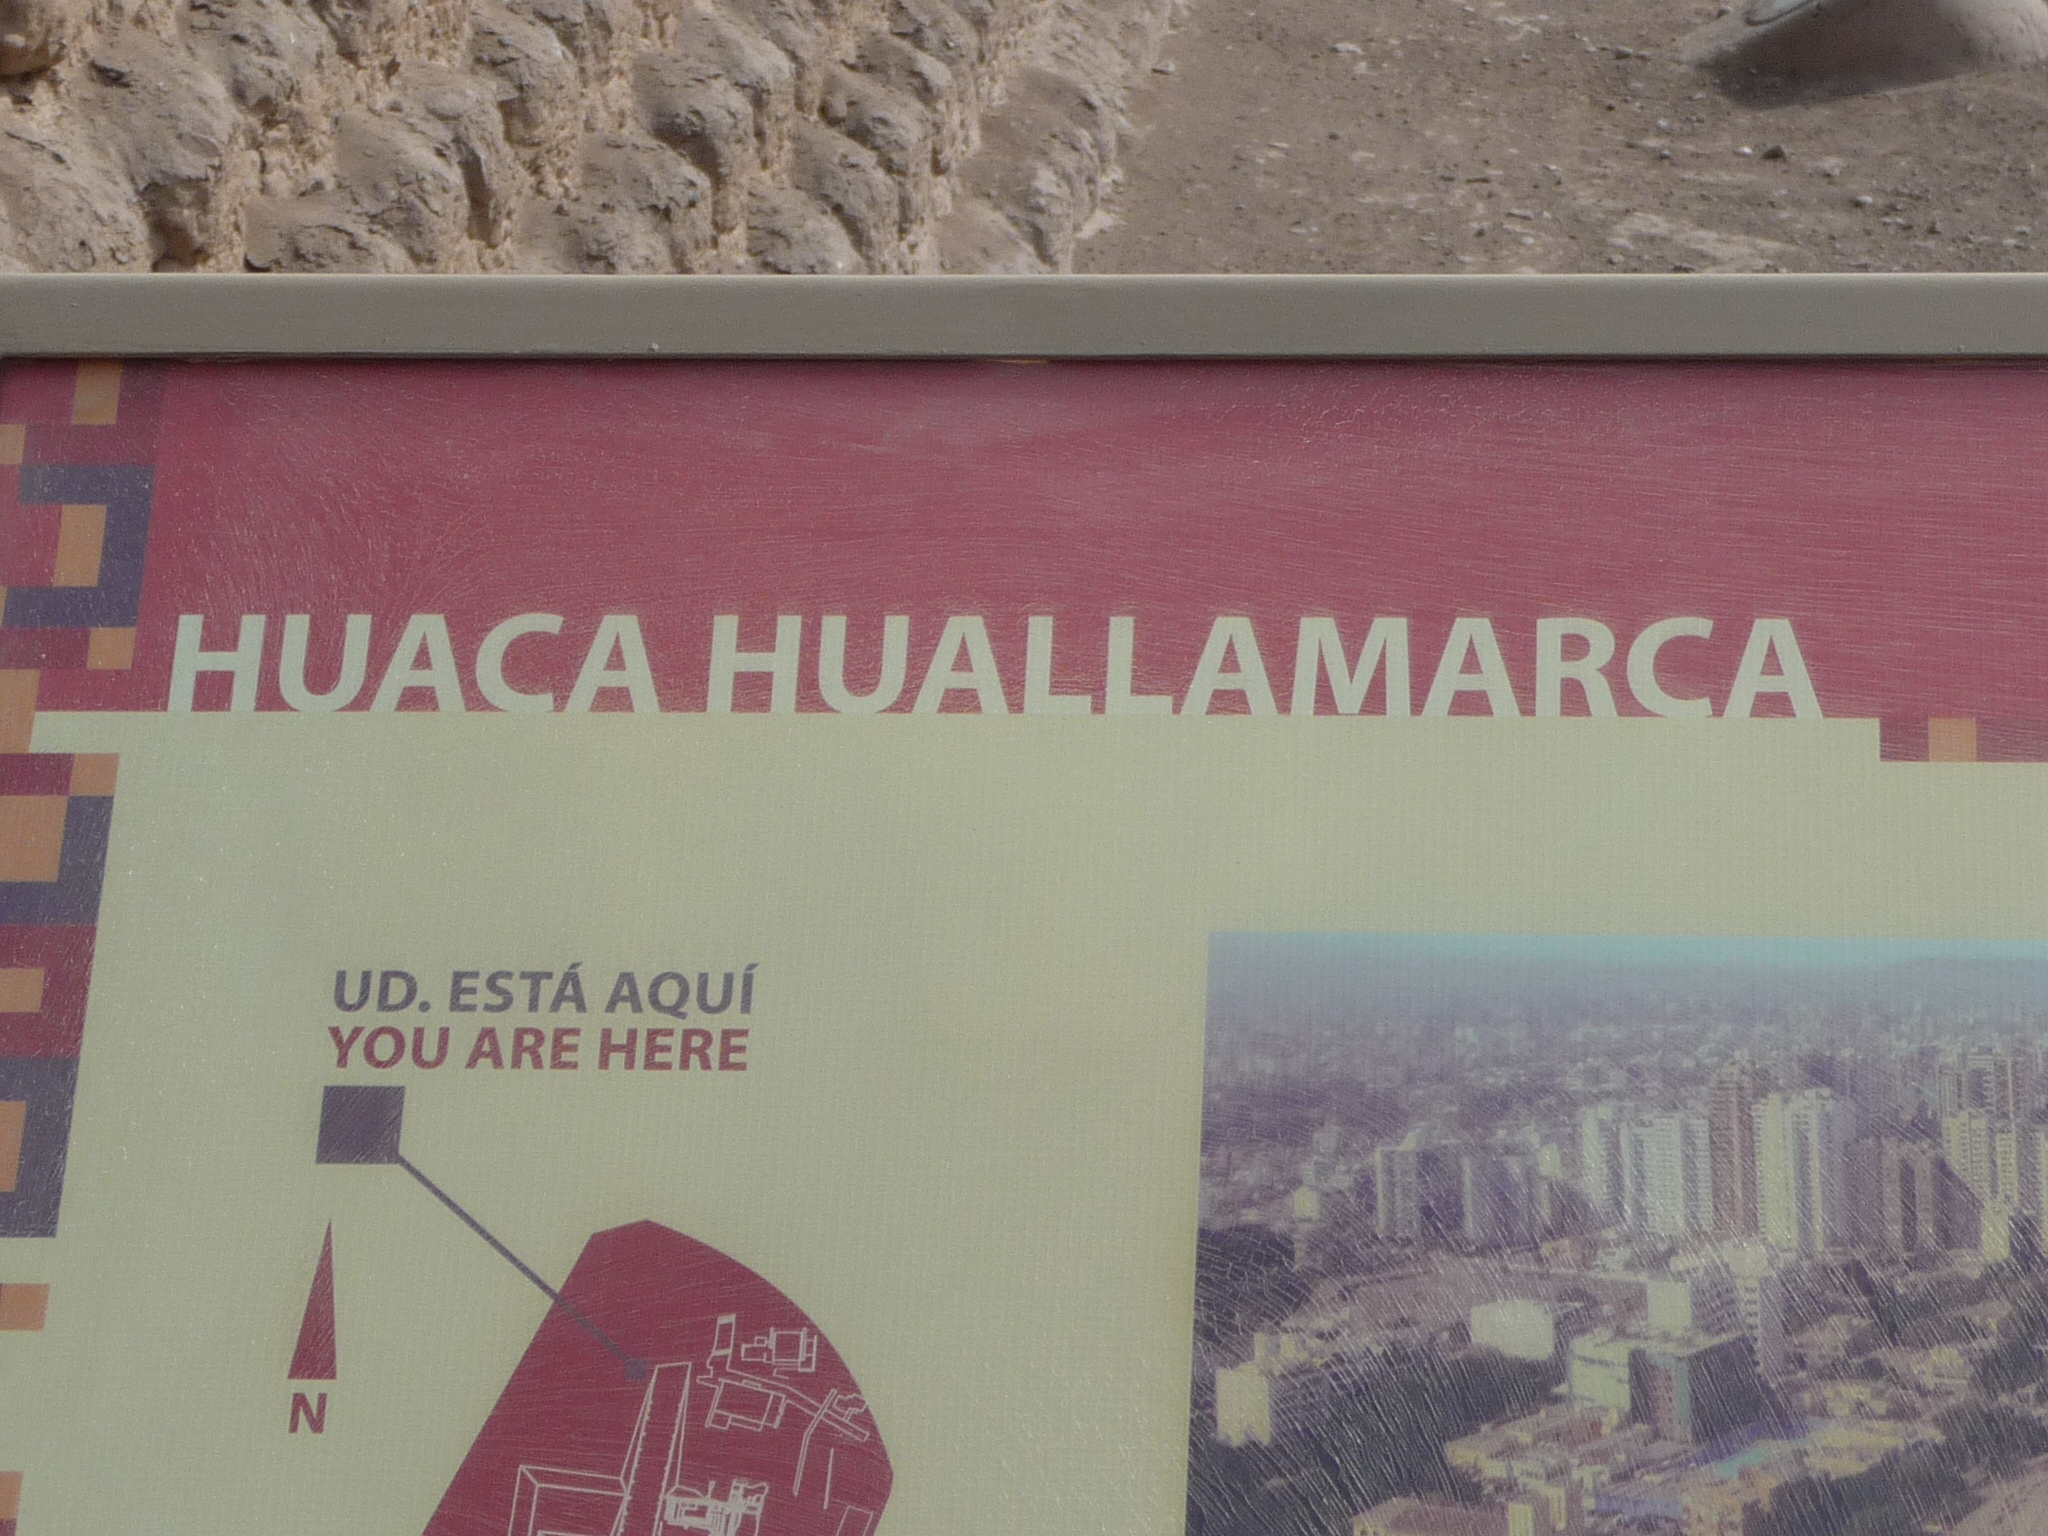 HUACA HUALLAMARCA
UD. ESTÁ AQUÍ
YOU ARE HERE
N